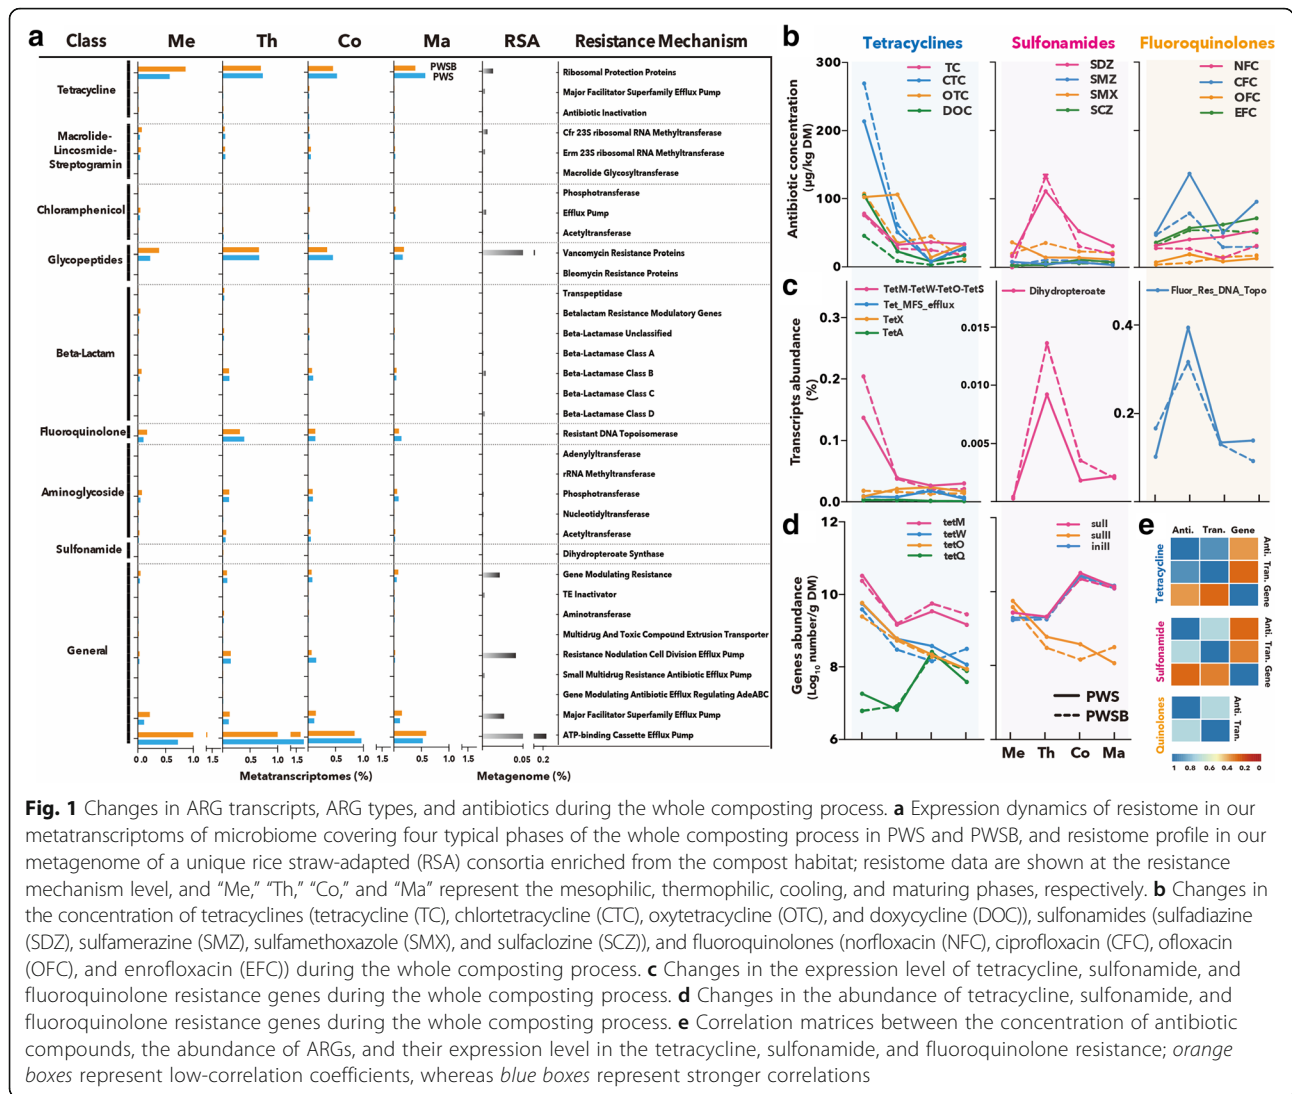 a Class Me Th Co Ma RSA Resistance Mechanism
PWSB
PWS
Tetracycline
Ribosomal Protection Proteins
Major Facilitator Superfamily Efflux Pump
Antibiotic Inactivation
Macrolide-
Lincosmide-
Streptogramin
Cfr 23S ribosomal RNA Methyltransferase
Erm 23S ribosomal RNA Methyltransferase
Macrolide Glycosyltransferase
Chloramphenicol
Phosphotransferase
Efflux Pump
Acetyltransferase
Glycopeptides
Vancomycin Resistance Proteins
Bleomycin Resistance Proteins
Beta-Lactam
Transpeptidase
Betalactam Resistance Modulatory Genes
Beta-Lactamase Unclassified
Beta-Lactamase Class A
Beta-Lactamase Class B
Beta-Lactamase Class C
Beta-Lactamase Class D
Fluoroquinolone
Resistant DNA Topoisomerase
Aminoglycoside
Adenylyltransferase
rRNA Methyltransferase
Phosphotransferase
Nucleotidyltransferase
Acetyltransferase
Sulfonamide
Dihydropteroate Synthase
General
Gene Modulating Resistance
TE Inactivator
Aminotransferase
Multidrug And Toxic Compound Extrusion Transporter
Resistance Nodulation Cell Division Efflux Pump
Small Multidrug Resistance Antibiotic Efflux Pump
Gene Modulating Antibiotic Efflux Regulating AdeABC
Major Facilitator Superfamily Efflux Pump
ATP-binding Cassette Efflux Pump
0.0 0.5 1.0 1.5 0.0 0.5 1.0 1.5 0.0 0.5 1.0 0.0 0.5 1.0 0.05 0.2
Metatranscriptomes (%) Metagenome (%)
b Tetracyclines Sulfonamides Fluoroquinolones
Antibiotic concentration
(µg/kg DM)
300
200
100
0
TC
CTC
OTC
DOC
SDZ
SMZ
SMX
SCZ
NFC
CFC
OFC
EFC
c
Transcripts abundance
(%)
0.3
0.2
0.1
0.0
TetM-TetW-TetO-TetS
Tet_MFS_efflux
TetX
TetA
Dihydropteroate
0.015
0.010
0.005
Fluor_Res_DNA_Topo
0.4
0.2
d
Genes abundance
(Log10 number/g DM)
12
10
8
6
tetM
tetW
tetO
tetQ
sulI
sulII
iniII
PWS
PWSB
Me Th Co Ma
e Anti. Tran. Gene
Tetracycline
Anti. Tran. Gene
Sulfonamide
Anti. Tran. Gene
Quinolones
Anti. Tran.
1 0.8 0.6 0.4 0.2 0
Fig. 1 Changes in ARG transcripts, ARG types, and antibiotics during the whole composting process. a Expression dynamics of resistome in our
metatranscriptoms of microbiome covering four typical phases of the whole composting process in PWS and PWSB, and resistome profile in our
metagenome of a unique rice straw-adapted (RSA) consortia enriched from the compost habitat; resistome data are shown at the resistance
mechanism level, and “Me,” “Th,” “Co,” and “Ma” represent the mesophilic, thermophilic, cooling, and maturing phases, respectively. b Changes in
the concentration of tetracyclines (tetracycline (TC), chlortetracycline (CTC), oxytetracycline (OTC), and doxycycline (DOC)), sulfonamides (sulfadiazine
(SDZ), sulfamerazine (SMZ), sulfamethoxazole (SMX), and sulfaclozine (SCZ)), and fluoroquinolones (norfloxacin (NFC), ciprofloxacin (CFC), ofloxacin
(OFC), and enrofloxacin (EFC)) during the whole composting process. c Changes in the expression level of tetracycline, sulfonamide, and
fluoroquinolone resistance genes during the whole composting process. d Changes in the abundance of tetracycline, sulfonamide, and
fluoroquinolone resistance genes during the whole composting process. e Correlation matrices between the concentration of antibiotic
compounds, the abundance of ARGs, and their expression level in the tetracycline, sulfonamide, and fluoroquinolone resistance; orange
boxes represent low-correlation coefficients, whereas blue boxes represent stronger correlations